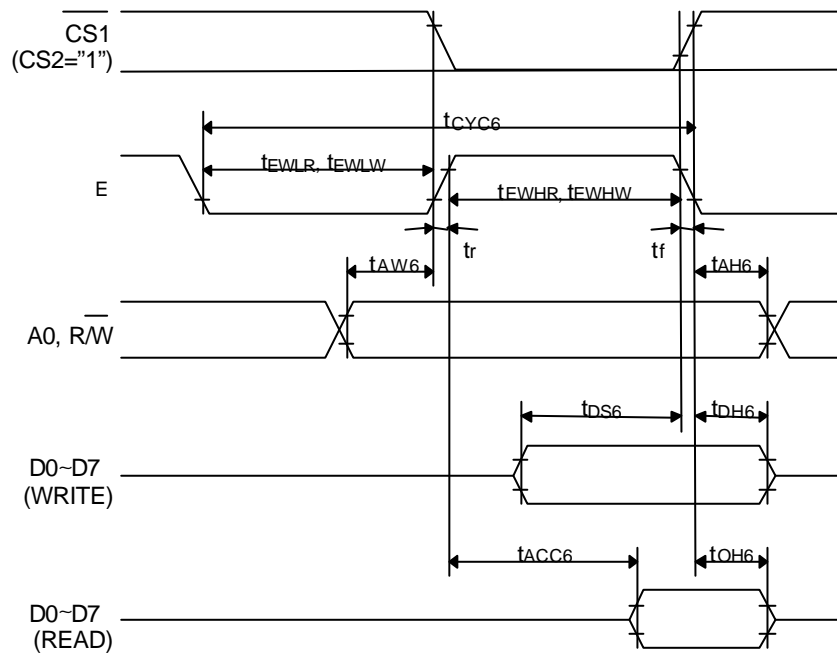 CS1
(CS2="1")
tCYC6
tEWLR, tEWLW
E
tEWHR, tEWHW
tr
tf
tAW6
tAH6
A0, R/W
tDS6
tDH6
D0~D7
(WRITE)
tACC6
tOH6
D0~D7
(READ)